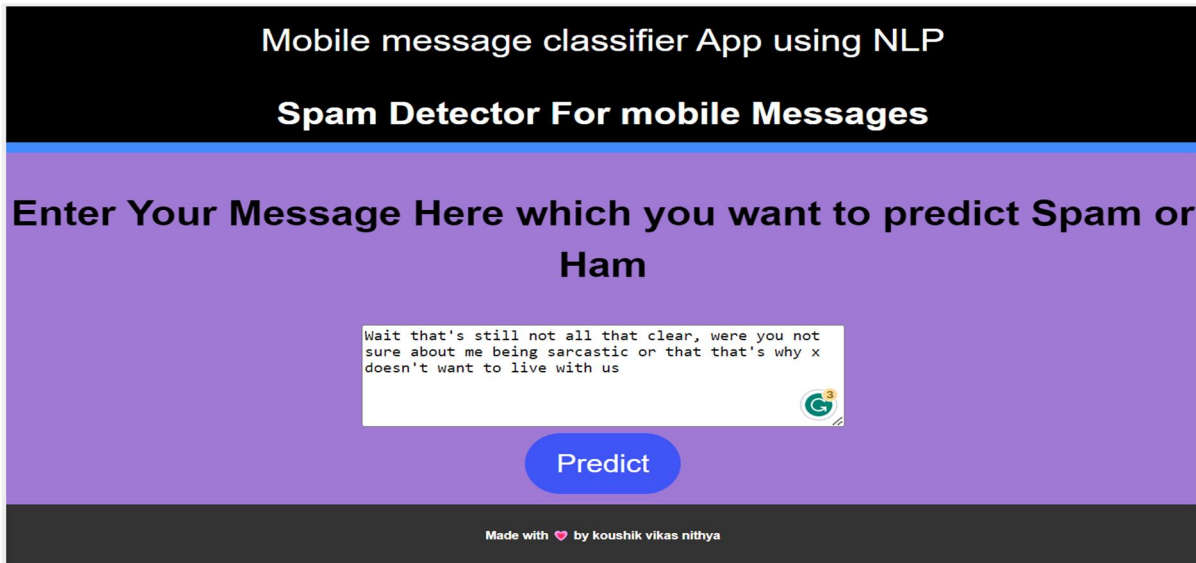 Mobile message classifier App using NLP
Spam Detector For mobile Messages
Enter Your Message Here which you want to predict Spam or
Ham
Wait that's still not all that clear, were you not
sure about me being sarcastic or that that's why x
doesn't want to live with us
G 3
Predict
Made with 💗 by koushik vikas nithya